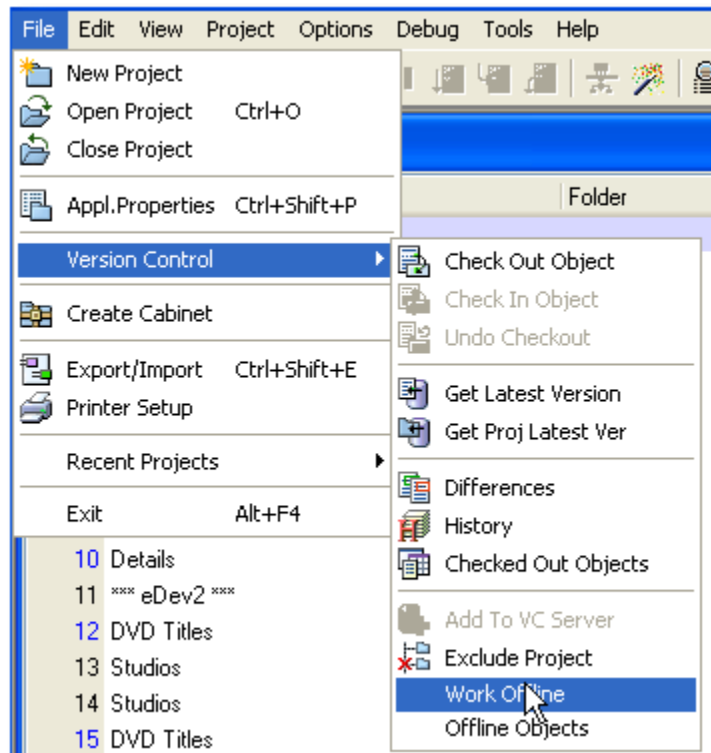 File Edit View Project Options Debug Tools Help
New Project
Open Project Ctrl+O
Close Project
Appl.Properties Ctrl+Shift+P
Version Control
Create Cabinet
Export/Import Ctrl+Shift+E
Printer Setup
Recent Projects
Exit Alt+F4
Folder
Check Out Object
Check In Object
Undo Checkout
Get Latest Version
Get Proj Latest Ver
Differences
History
Checked Out Objects
Add To VC Server
Exclude Project
Work Offline
Offline Objects
10 Details
11 *** eDev2 ***
12 DVD Titles
13 Studios
14 Studios
15 DVD Titles